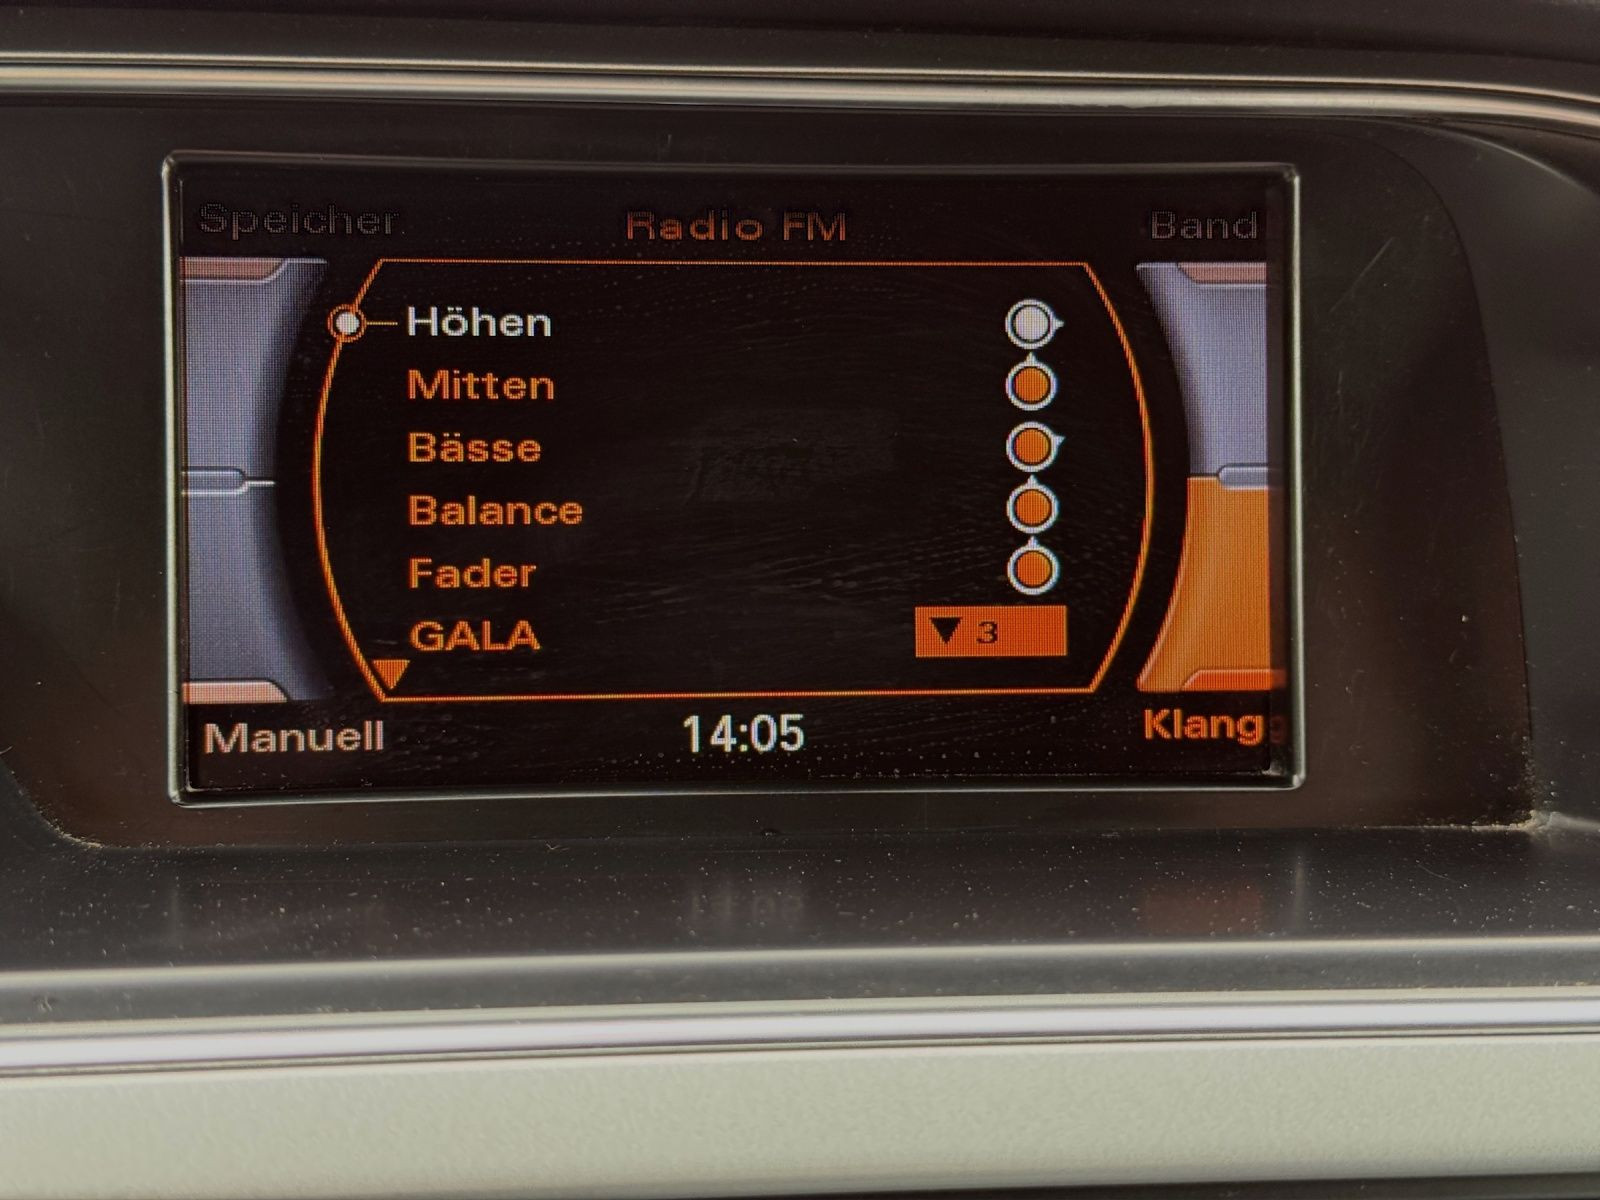 Speicher
Radio FM
Band
Höhen
Mitten
Bässe
Balance
Fader
GALA
3
Manuell
14:05
Klang